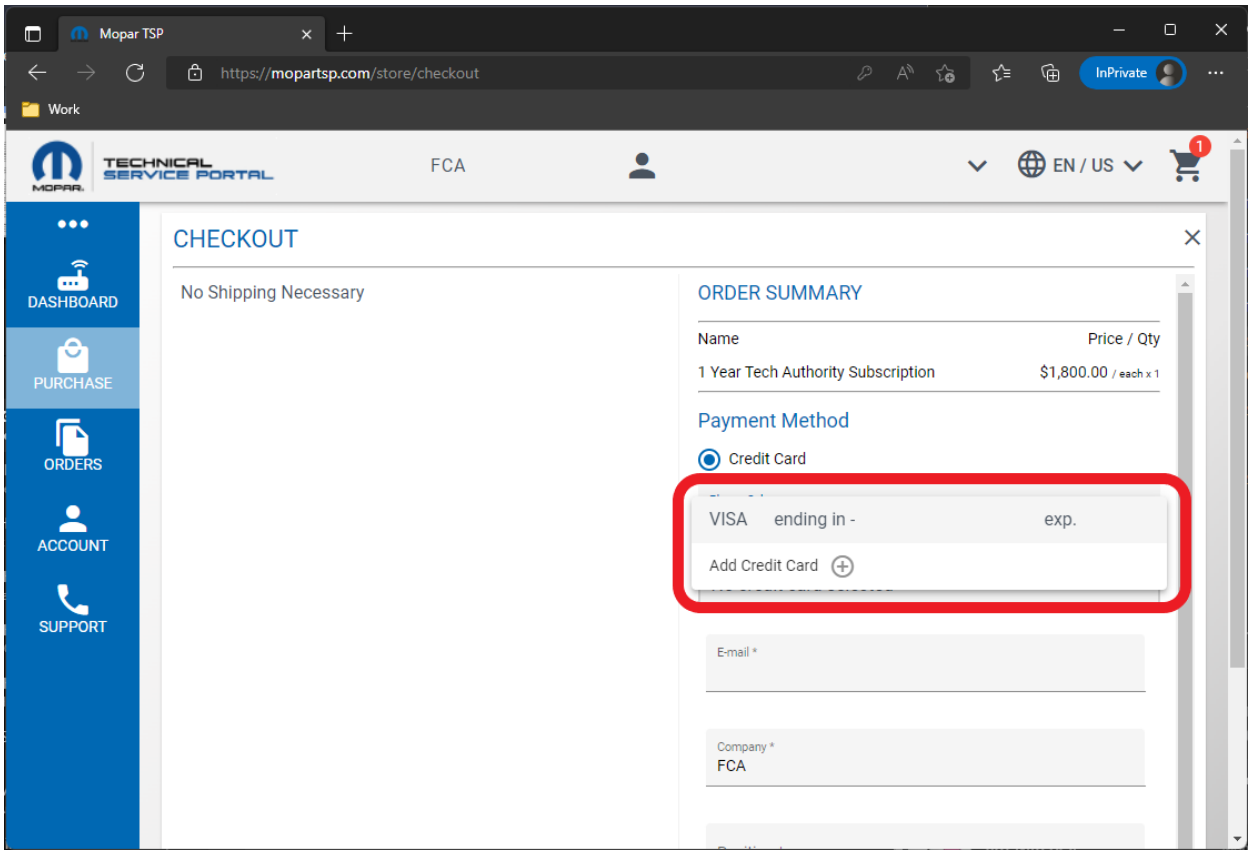 Mopar TSP
https://mopartsp.com/store/checkout
InPrivate
Work
MOPAR.
TECHNICAL
SERVICE PORTAL
FCA
EN / US
1
DASHBOARD
PURCHASE
ORDERS
ACCOUNT
SUPPORT
CHECKOUT
No Shipping Necessary
ORDER SUMMARY
Name Price / Qty
1 Year Tech Authority Subscription $1,800.00 / each x 1
Payment Method
Credit Card
VISA ending in - exp.
Add Credit Card
E-mail *
Company *
FCA